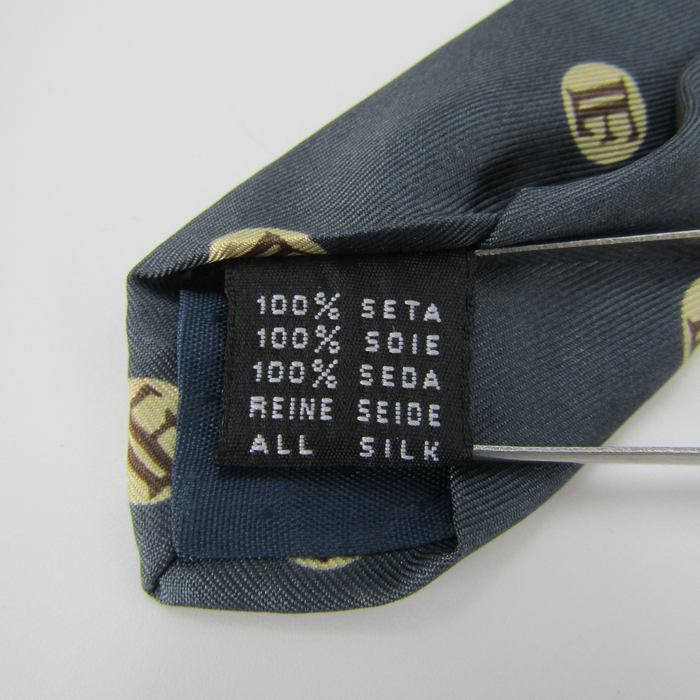 100% SETA
100% SOIE
100% SEDA
REINE SEIDE
ALL SILK